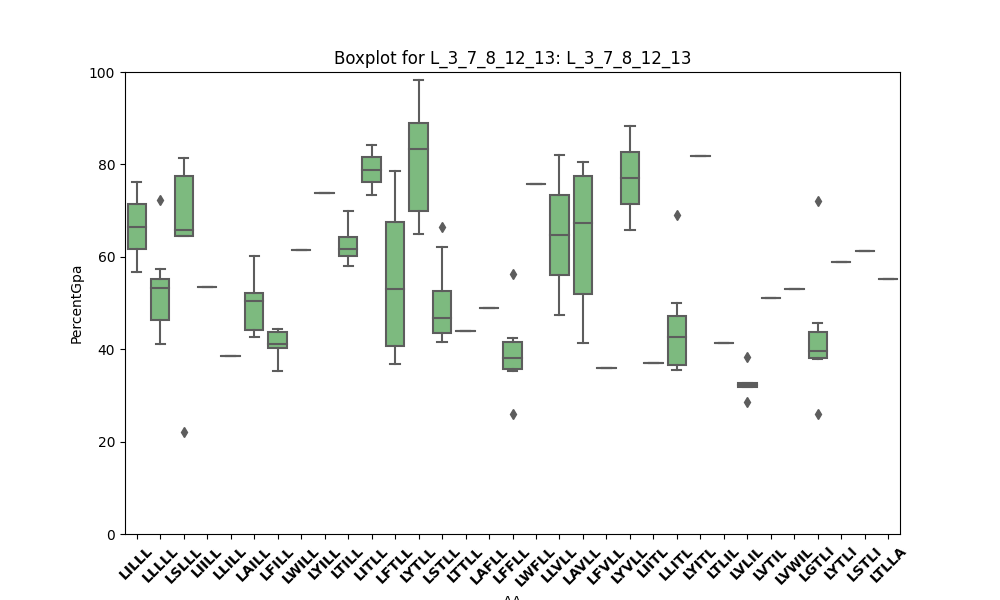 Boxplot for L_3_7_8_12_13: L_3_7_8_12_13
100
80
60
40
20
0
PercentGpa
LILLL LLLLL LSLLL LIILL LLILL LAILL LFILL LWILL LYILL LTILL LITLL LFTLL LYTLL LSTLL LTTLL LAFLL LFFLL LWFLL LLVLL LAVLL LFVLL LYVLL LIITL LLITL LYITL LTLIL LVLIL LVTIL LVWIL LGTLI LYTLI LSTLI LTLLA